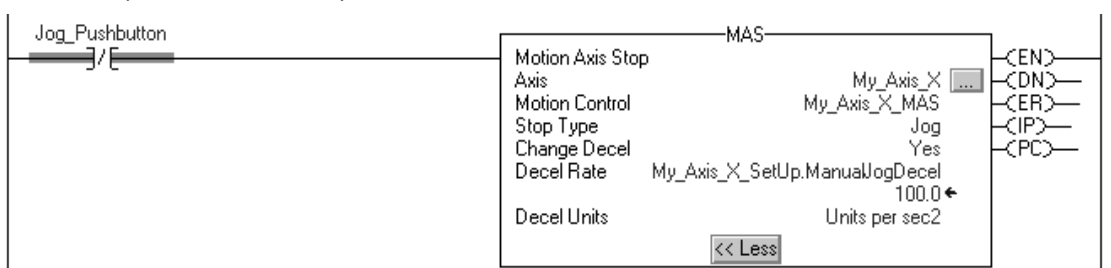 Jog_Pushbutton
MAS
Motion Axis Stop
Axis My_Axis_X ...
Motion Control My_Axis_X_MAS
Stop Type Jog
Change Decel Yes
Decel Rate My_Axis_X_SetUp.ManualJogDecel
100.0
Decel Units Units per sec2
<< Less
EN
DN
ER
IP
PC